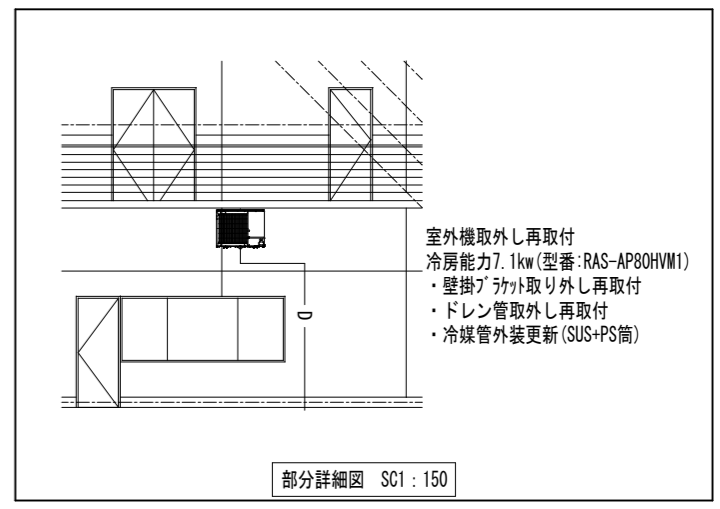 室外機取外し再取付
冷房能力7.1kw(型番:RAS-AP80HVM1)
・壁掛ブラケット取り外し再取付
・ドレン管取外し再取付
・冷媒管外装更新(SUS+PS筒)
D
部分詳細図 SC1：150